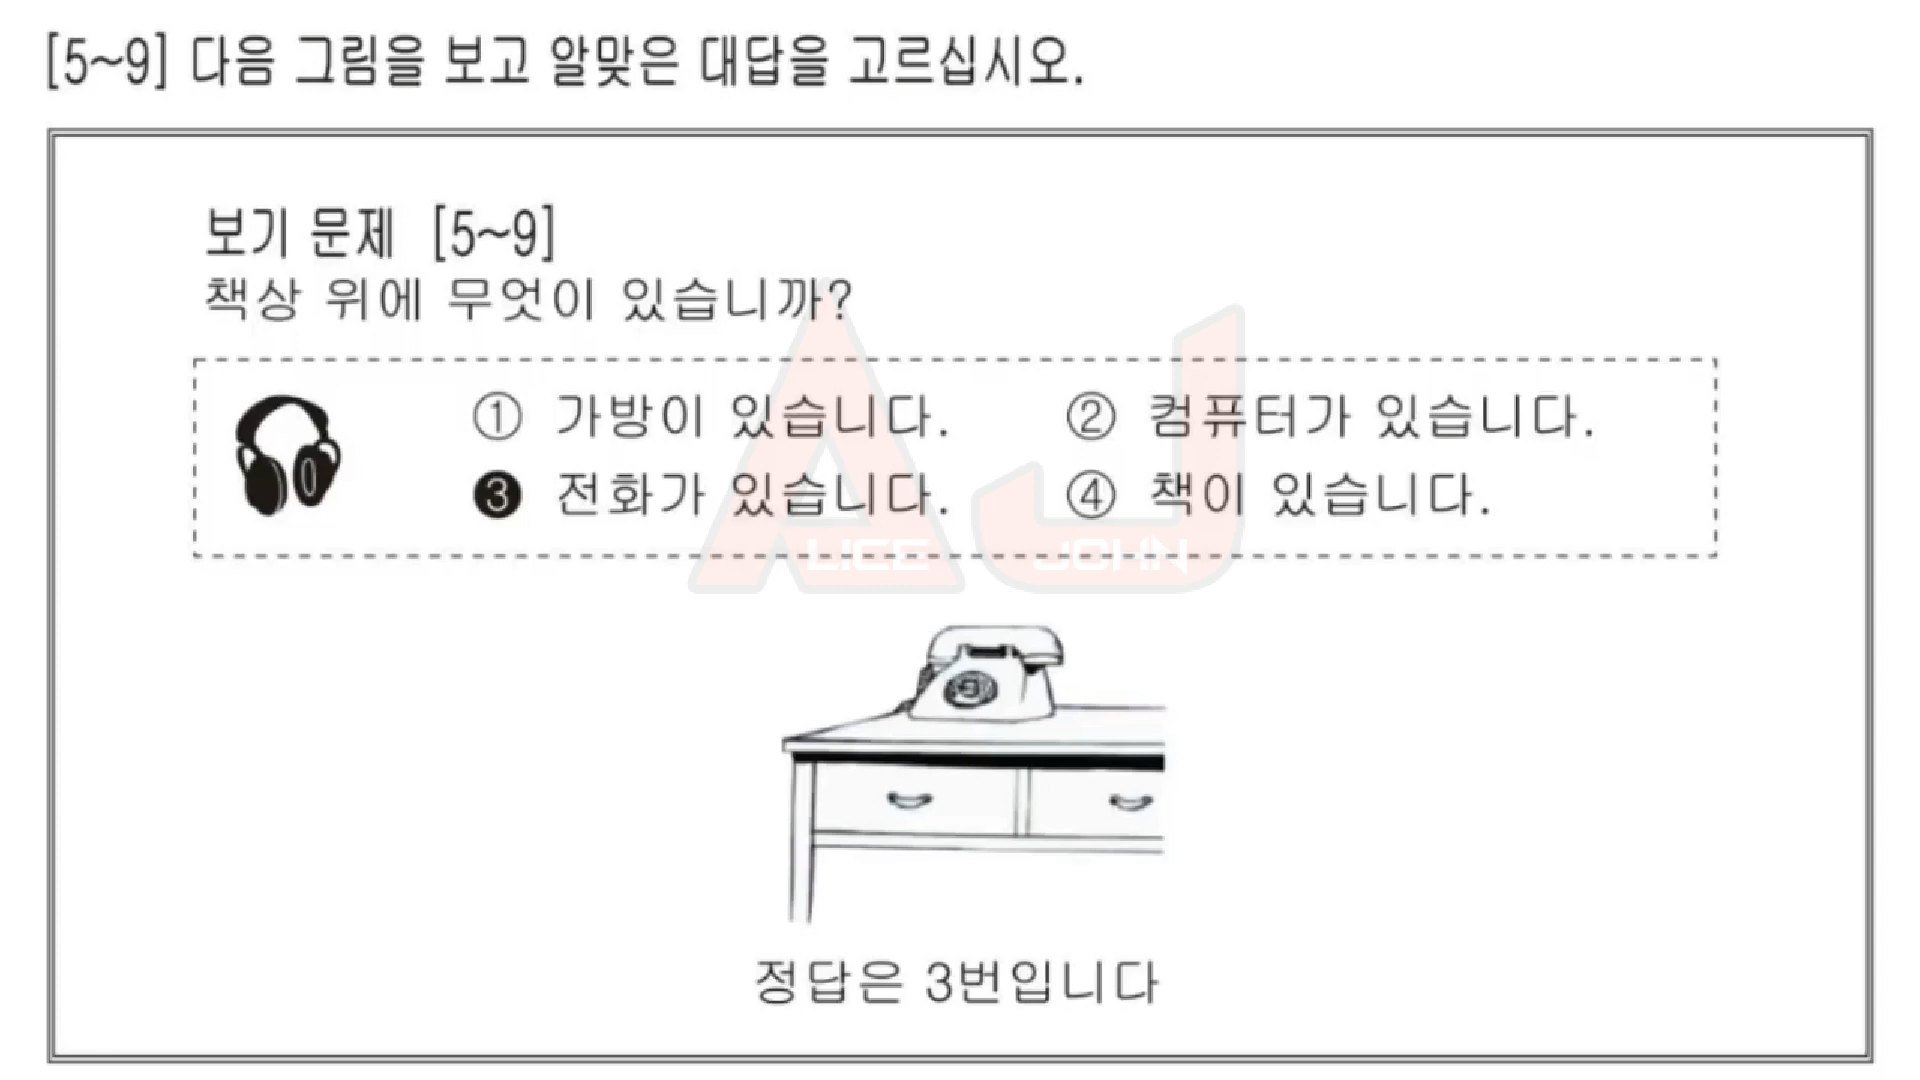 [5~9] 다음 그림을 보고 알맞은 대답을 고르십시오.
보기 문제 [5~9]
책상 위에 무엇이 있습니까?
① 가방이 있습니다. ② 컴퓨터가 있습니다.
❸ 전화가 있습니다. ④ 책이 있습니다.
ALICE JOHN
정답은 3번입니다